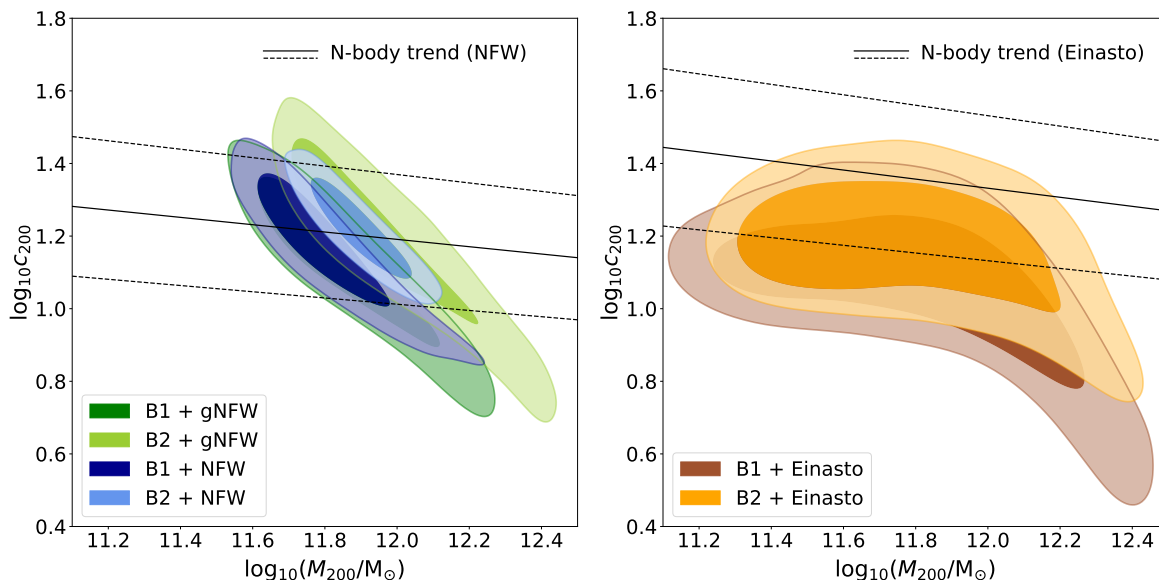 1.8
1.6
1.4
1.2
1.0
0.8
0.6
0.4
log₁₀c₂₀₀
N-body trend (NFW)
B1 + gNFW
B2 + gNFW
B1 + NFW
B2 + NFW
11.2 11.4 11.6 11.8 12.0 12.2 12.4
log₁₀(M₂₀₀/M☉)
1.8
1.6
1.4
1.2
1.0
0.8
0.6
0.4
log₁₀c₂₀₀
N-body trend (Einasto)
B1 + Einasto
B2 + Einasto
11.2 11.4 11.6 11.8 12.0 12.2 12.4
log₁₀(M₂₀₀/M☉)